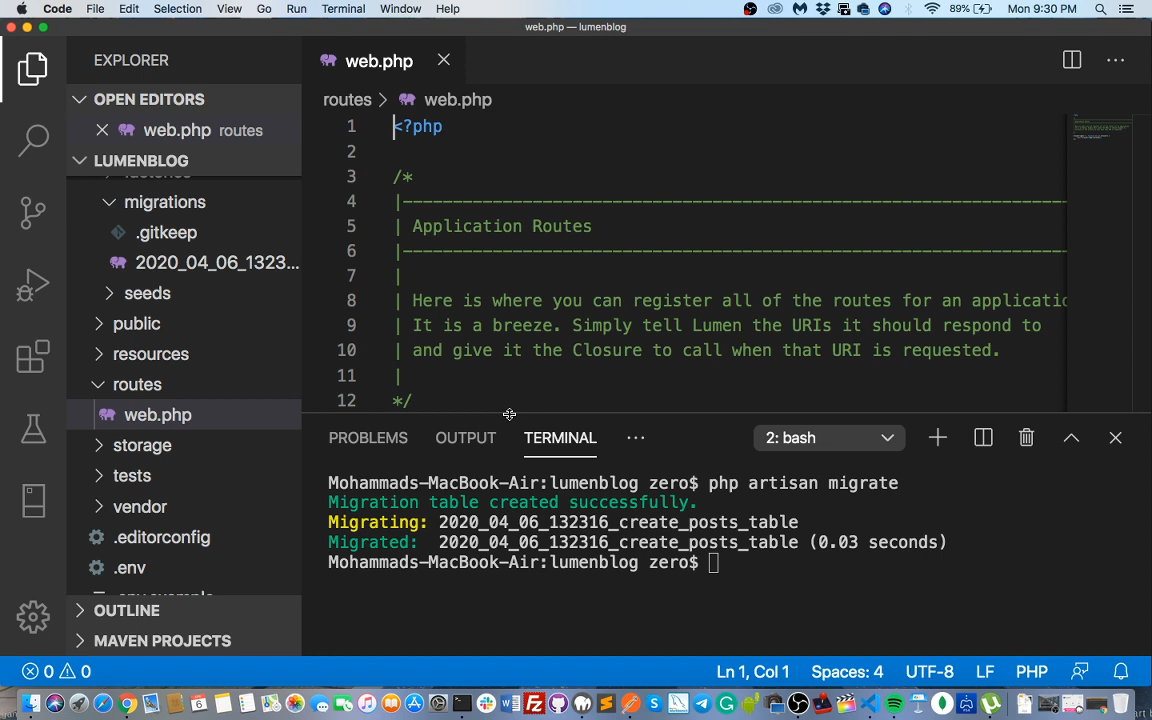 Code File Edit Selection View Go Run Terminal Window Help 89% Mon 9:30 PM
web.php — lumenblog
EXPLORER
OPEN EDITORS
web.php routes
LUMENBLOG
factories
migrations
.gitkeep
2020_04_06_1323...
seeds
public
resources
routes
web.php
storage
tests
vendor
.editorconfig
.env
.env.example
OUTLINE
MAVEN PROJECTS
web.php
routes > web.php
1 <?php
2
3 /*
4 |--------------------------------------------------------------------------
5 | Application Routes
6 |--------------------------------------------------------------------------
7 |
8 | Here is where you can register all of the routes for an applicatio
9 | It is a breeze. Simply tell Lumen the URIs it should respond to
10 | and give it the Closure to call when that URI is requested.
11 |
12 */
PROBLEMS OUTPUT TERMINAL ... 2: bash
Mohammads-MacBook-Air:lumenblog zero$ php artisan migrate
Migration table created successfully.
Migrating: 2020_04_06_132316_create_posts_table
Migrated: 2020_04_06_132316_create_posts_table (0.03 seconds)
Mohammads-MacBook-Air:lumenblog zero$
0 0 Ln 1, Col 1 Spaces: 4 UTF-8 LF PHP